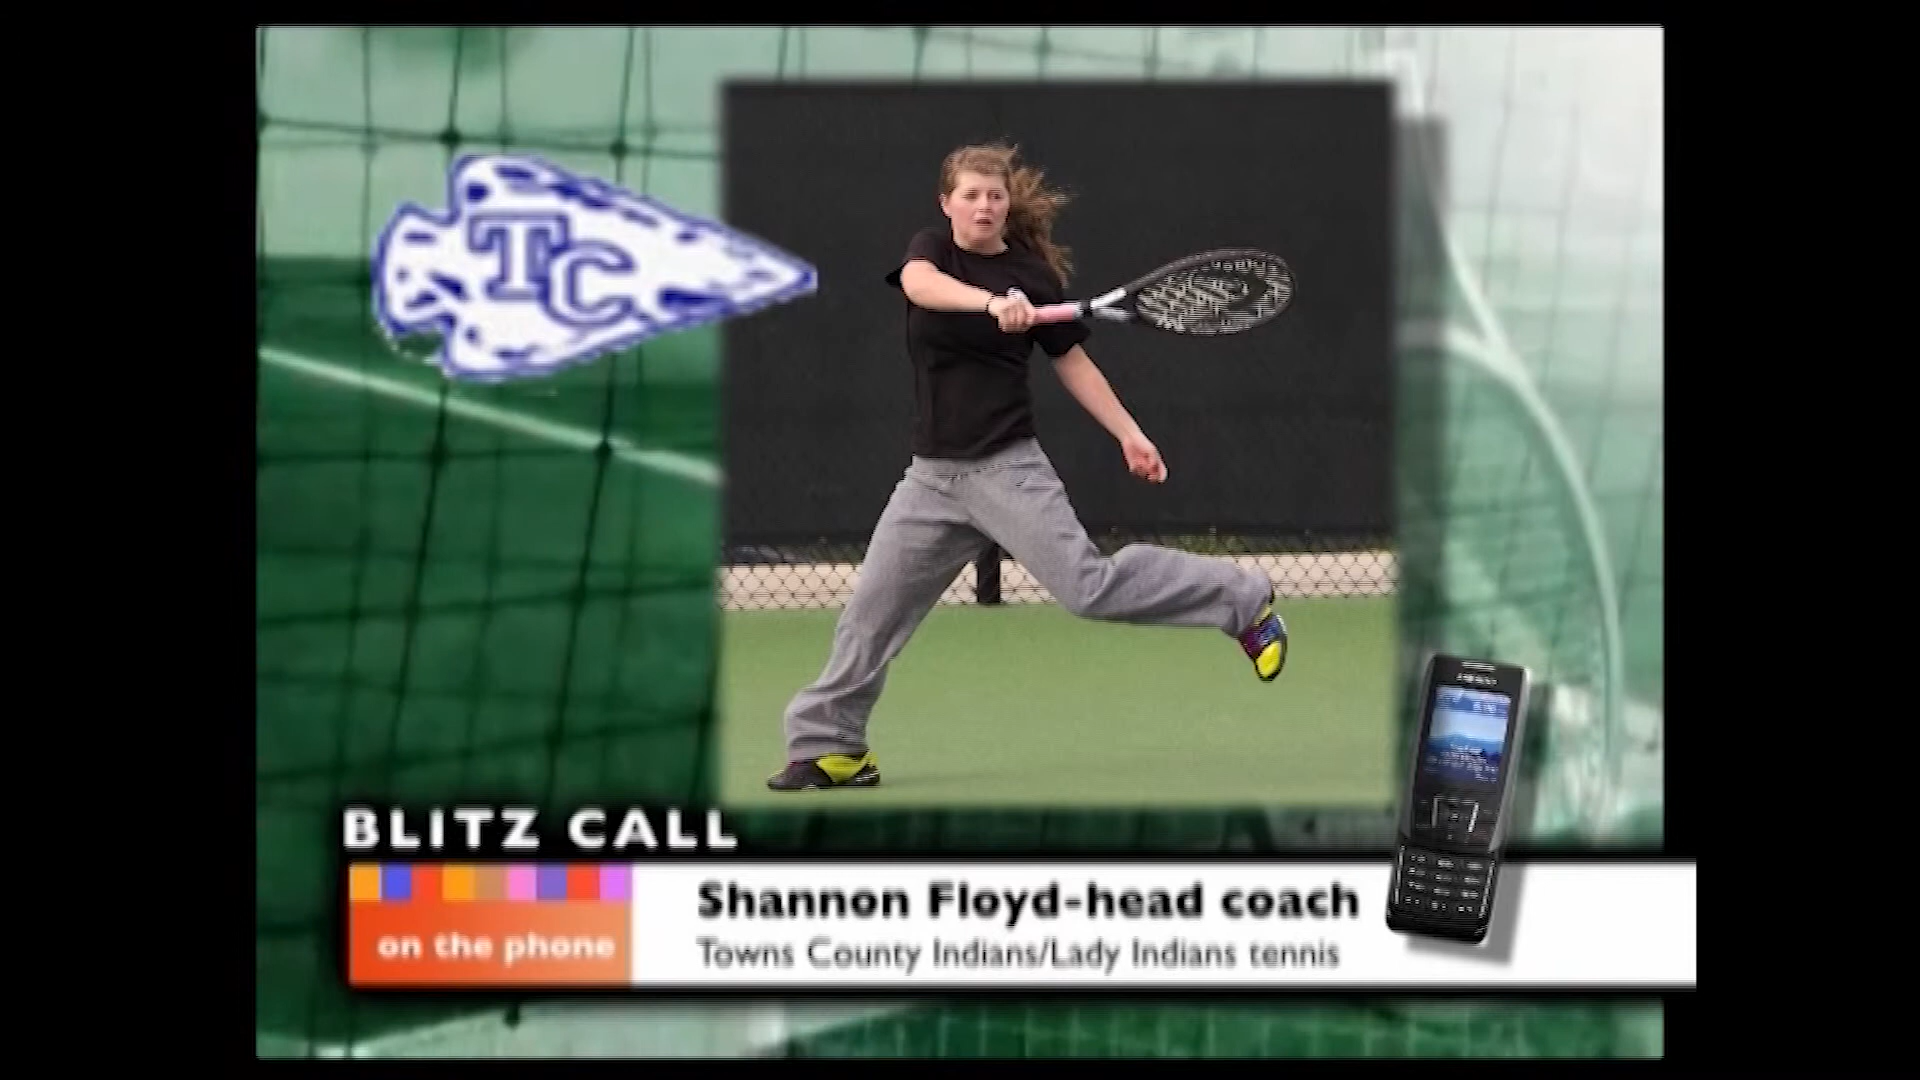 TC
BLITZ CALL
on the phone
Shannon Floyd-head coach
Towns County Indians/Lady Indians tennis